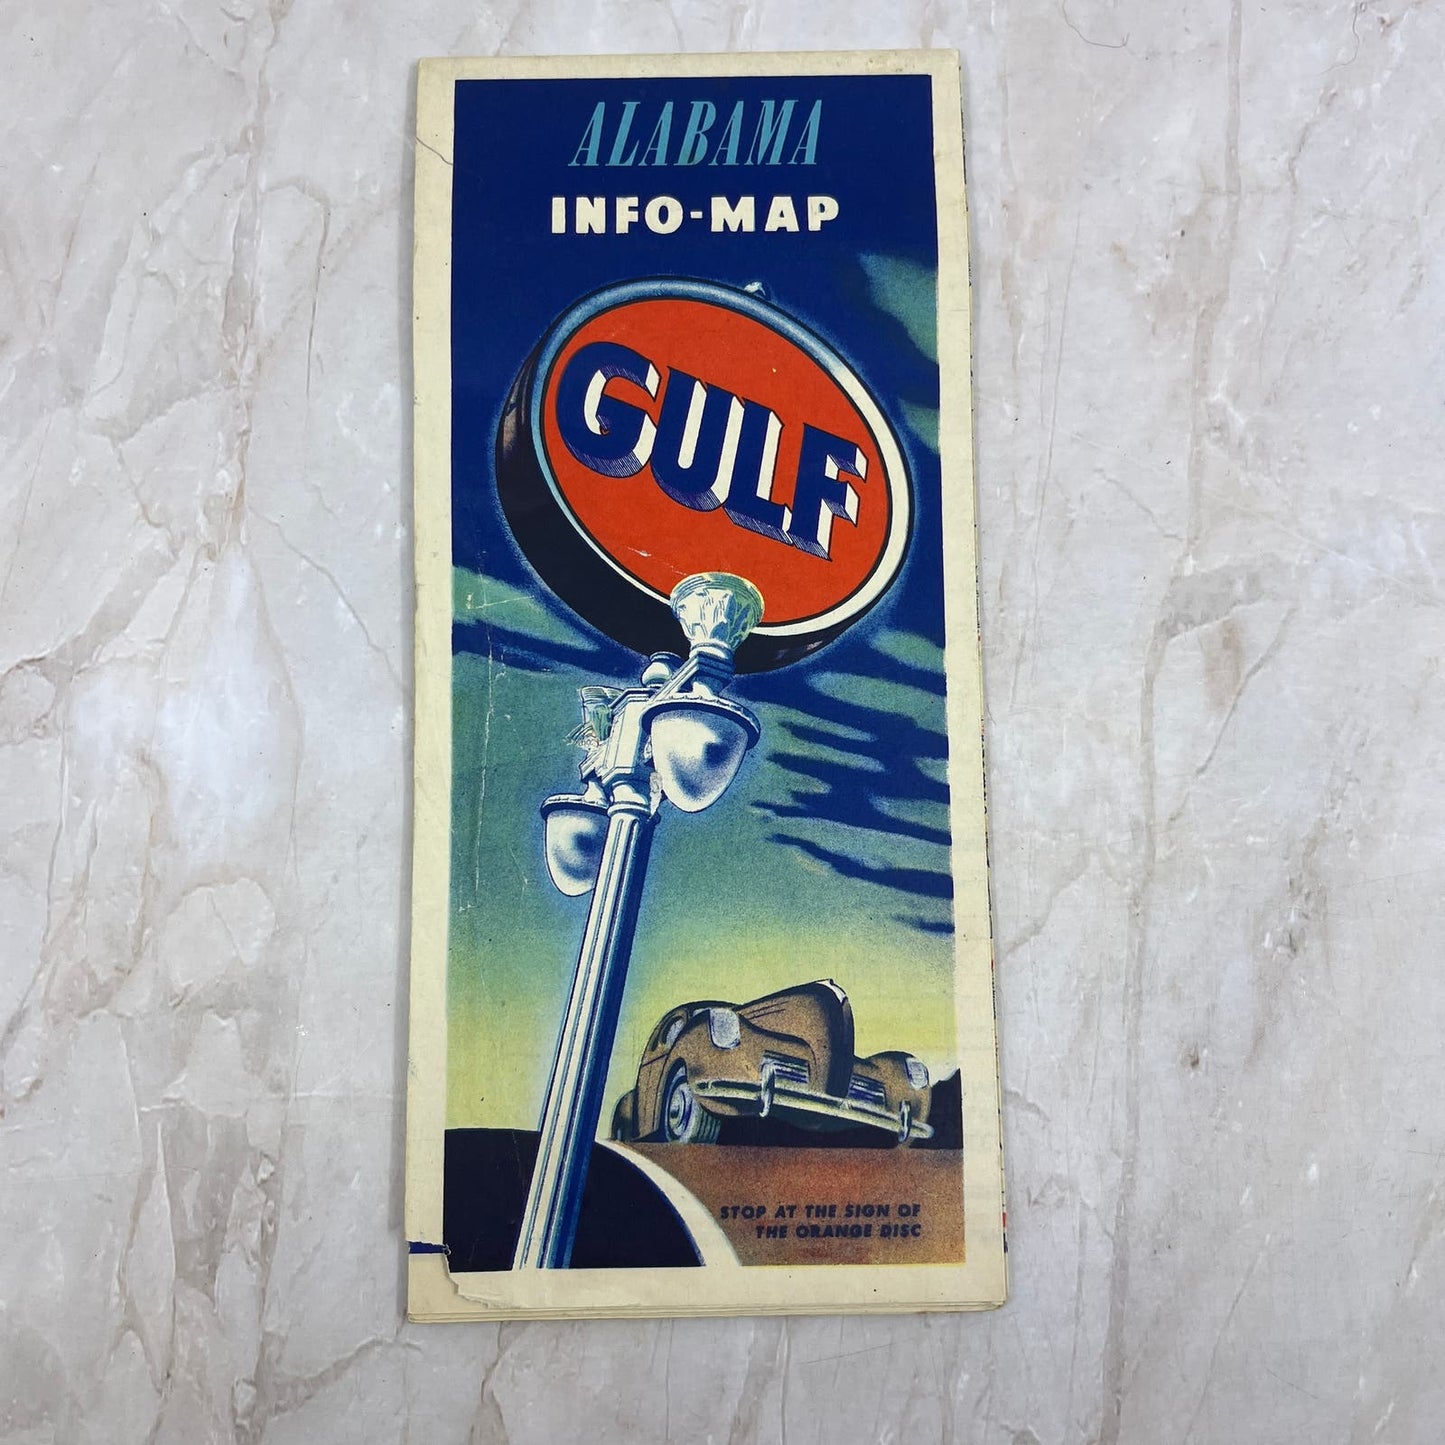 ALABAMA
INFO-MAP
GULF
STOP AT THE SIGN OF
THE ORANGE DISC